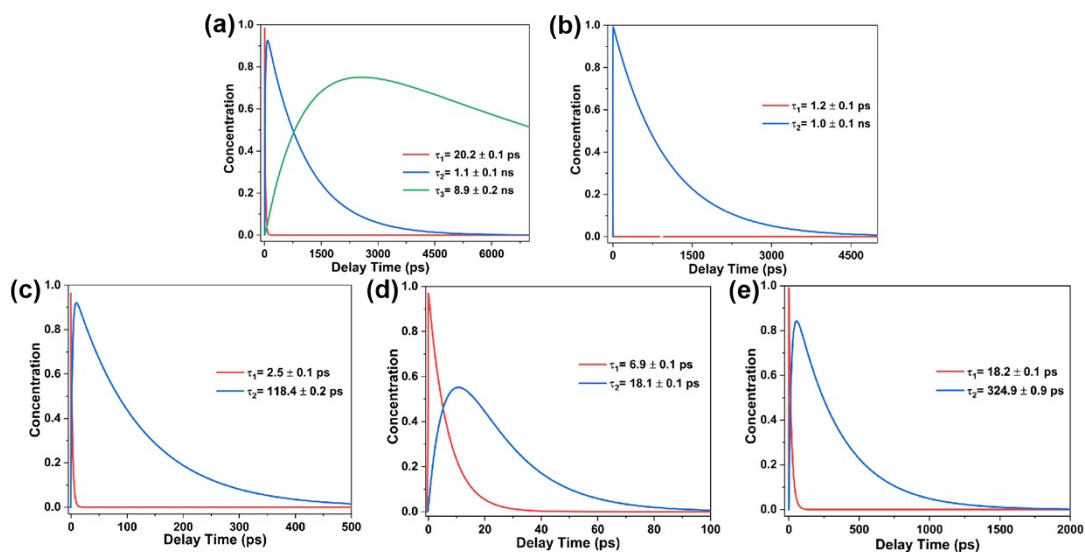 (a)
1.0
0.8
0.6
0.4
0.2
0.0
Concentration
τ1= 20.2 ± 0.1 ps
τ2= 1.1 ± 0.1 ns
τ3= 8.9 ± 0.2 ns
0 1500 3000 4500 6000
Delay Time (ps)
(b)
1.0
0.8
0.6
0.4
0.2
0.0
Concentration
τ1= 1.2 ± 0.1 ps
τ2= 1.0 ± 0.1 ns
0 1500 3000 4500
Delay Time (ps)
(c)
1.0
0.8
0.6
0.4
0.2
0.0
Concentration
τ1= 2.5 ± 0.1 ps
τ2= 118.4 ± 0.2 ps
0 100 200 300 400 500
Delay Time (ps)
(d)
1.0
0.8
0.6
0.4
0.2
0.0
Concentration
τ1= 6.9 ± 0.1 ps
τ2= 18.1 ± 0.1 ps
0 20 40 60 80 100
Delay Time (ps)
(e)
1.0
0.8
0.6
0.4
0.2
0.0
Concentration
τ1= 18.2 ± 0.1 ps
τ2= 324.9 ± 0.9 ps
0 500 1000 1500 2000
Delay Time (ps)